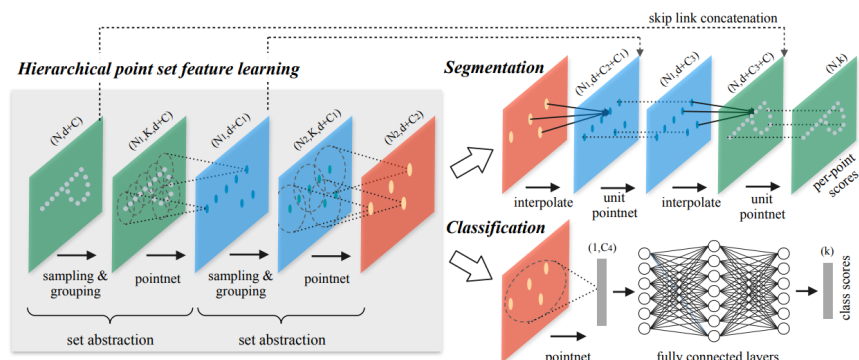 skip link concatenation
Hierarchical point set feature learning
(N,d+C)
(N1,K,d+C)
(N1,d+C1)
(N2,K,d+C1)
(N2,d+C2)
sampling &
grouping
pointnet
sampling &
grouping
pointnet
set abstraction
set abstraction
Segmentation
(N1,d+C2+C1)
(N1,d+C3)
(N,d+C3+C)
(N,k)
interpolate
unit
pointnet
interpolate
unit
pointnet
per-point
scores
Classification
(1,C4)
(k)
class scores
pointnet
fully connected layers